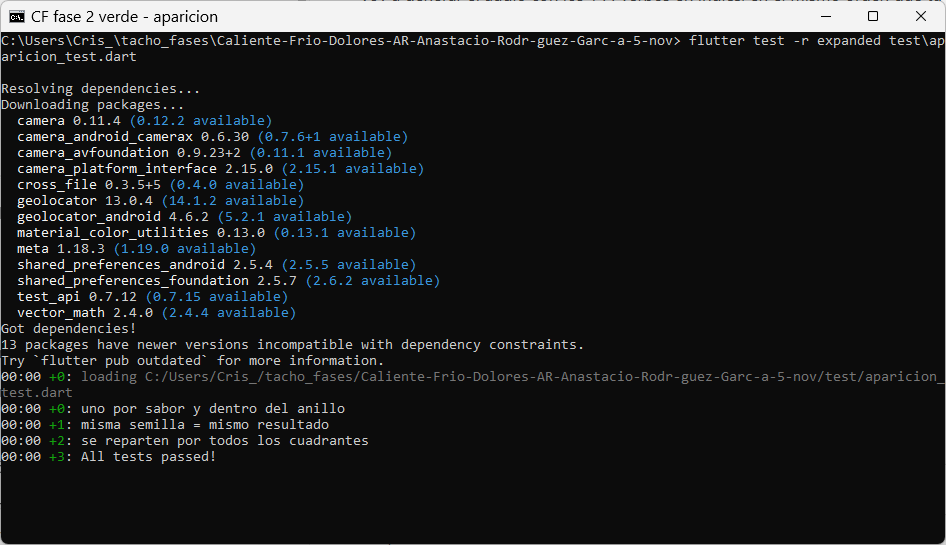 CF fase 2 verde - aparicion
C:\Users\Cris_\tacho_fases\Caliente-Frio-Dolores-AR-Anastacio-Rodr-guez-Garc-a-5-nov> flutter test -r expanded test\ap
aricion_test.dart
Resolving dependencies...
Downloading packages...
camera 0.11.4 (0.12.2 available)
camera_android_camerax 0.6.30 (0.7.6+1 available)
camera_avfoundation 0.9.23+2 (0.11.1 available)
camera_platform_interface 2.15.0 (2.15.1 available)
cross_file 0.3.5+5 (0.4.0 available)
geolocator 13.0.4 (14.1.2 available)
geolocator_android 4.6.2 (5.2.1 available)
material_color_utilities 0.13.0 (0.13.1 available)
meta 1.18.3 (1.19.0 available)
shared_preferences_android 2.5.4 (2.5.5 available)
shared_preferences_foundation 2.5.7 (2.6.2 available)
test_api 0.7.12 (0.7.15 available)
vector_math 2.4.0 (2.4.4 available)
Got dependencies!
13 packages have newer versions incompatible with dependency constraints.
Try `flutter pub outdated` for more information.
00:00 +0: loading C:/Users/Cris_/tacho_fases/Caliente-Frio-Dolores-AR-Anastacio-Rodr-guez-Garc-a-5-nov/test/aparicion_
test.dart
00:00 +0: uno por sabor y dentro del anillo
00:00 +1: misma semilla = mismo resultado
00:00 +2: se reparten por todos los cuadrantes
00:00 +3: All tests passed!